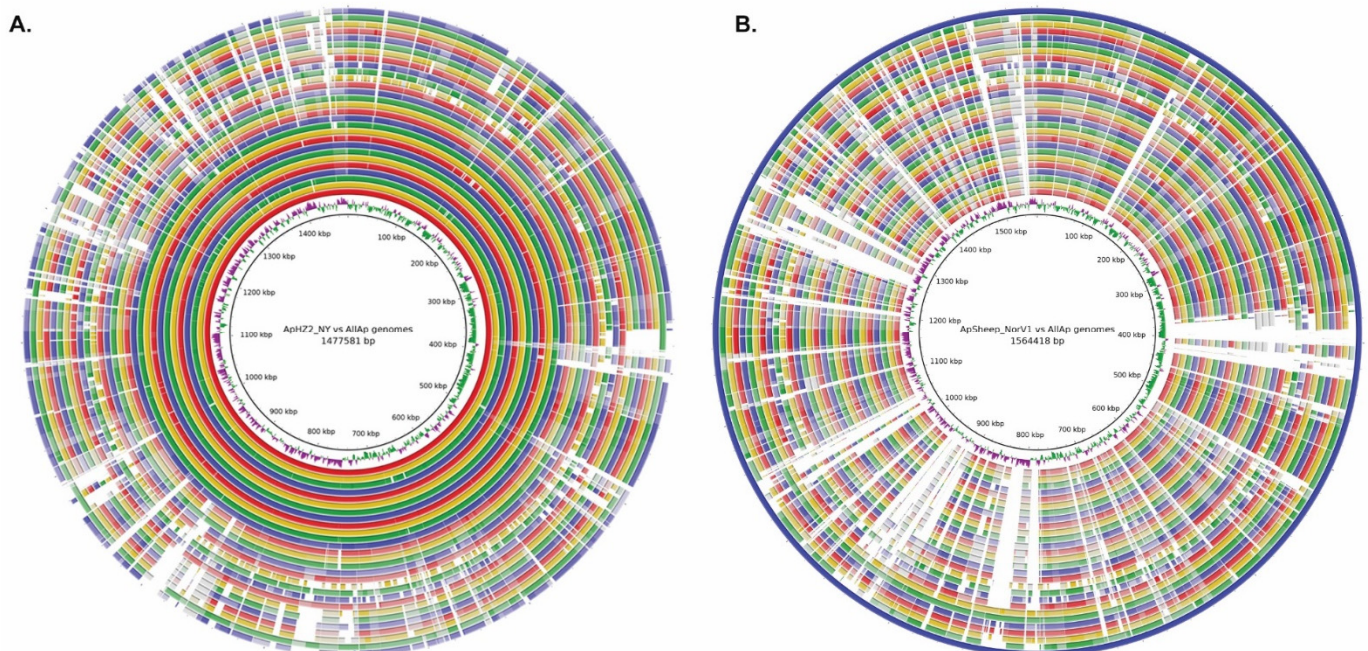 A.
B.
1400 kbp
100 kbp
1300 kbp
200 kbp
1200 kbp
300 kbp
ApHZ2_NY vs AllAp genomes
1477581 bp
1100 kbp
400 kbp
1000 kbp
500 kbp
900 kbp
600 kbp
800 kbp
700 kbp
1500 kbp
100 kbp
1400 kbp
200 kbp
1300 kbp
300 kbp
1200 kbp
ApSheep_NorV1 vs AllAp genomes
1564418 bp
400 kbp
1100 kbp
500 kbp
1000 kbp
600 kbp
900 kbp
800 kbp
700 kbp